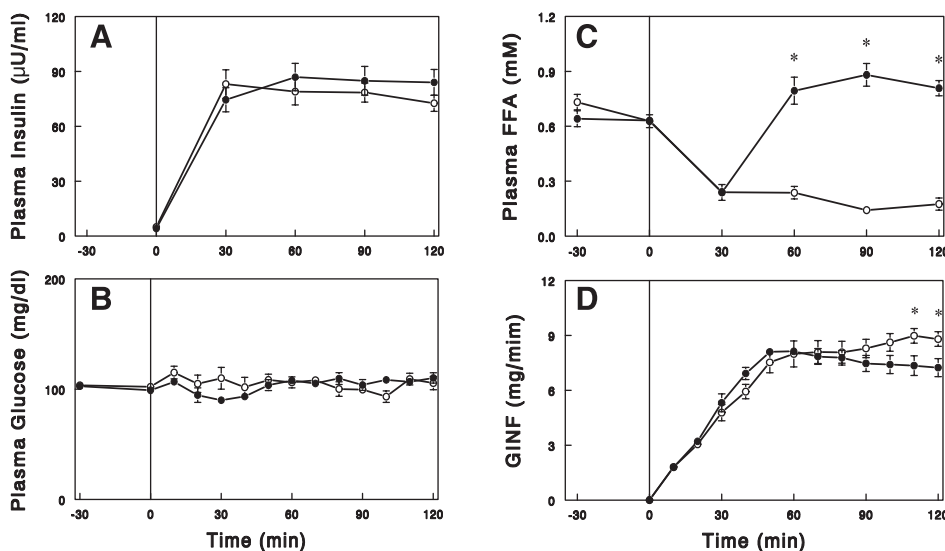 A
Plasma Insulin (µU/ml)
120
90
60
30
0
-30 0 30 60 90 120
B
Plasma Glucose (mg/dl)
200
100
0
-30 0 30 60 90 120
Time (min)
C
Plasma FFA (mM)
1.2
0.9
0.6
0.3
0.0
* * *
-30 0 30 60 90 120
D
GINF (mg/mim)
12
9
6
3
0
* *
-30 0 30 60 90 120
Time (min)